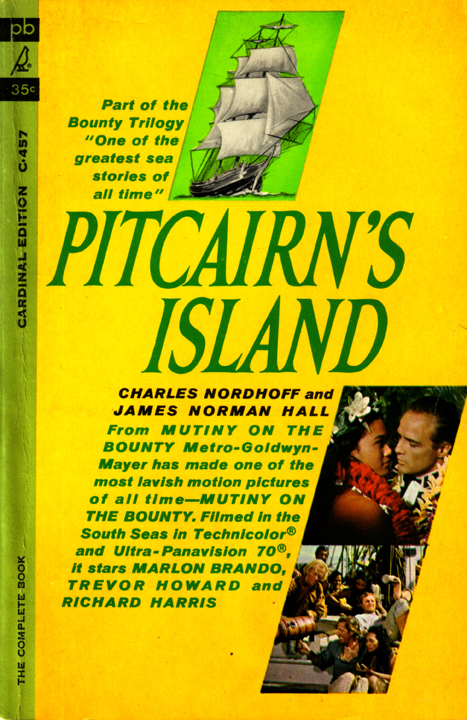 pb
35c
CARDINAL EDITION C·457
THE COMPLETE BOOK
Part of the
Bounty Trilogy
"One of the
greatest sea
stories of
all time"
PITCAIRN'S
ISLAND
CHARLES NORDHOFF and
JAMES NORMAN HALL
From MUTINY ON THE
BOUNTY Metro-Goldwyn-
Mayer has made one of the
most lavish motion pictures
of all time—MUTINY ON
THE BOUNTY. Filmed in the
South Seas in Technicolor®
and Ultra-Panavision 70®,
it stars MARLON BRANDO,
TREVOR HOWARD and
RICHARD HARRIS